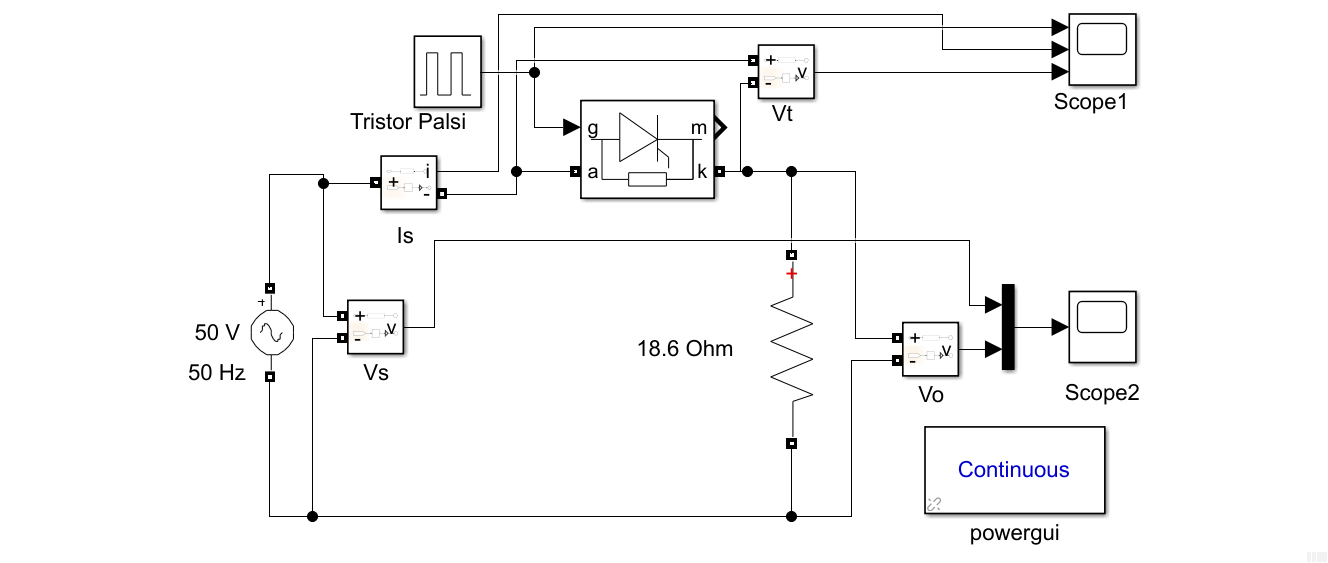 Tristor Palsi
g
m
a
k
+
-
v
Vt
Scope1
i
+
-
Is
+
50 V
50 Hz
+
-
v
Vs
+
18.6 Ohm
+
-
v
Vo
Scope2
Continuous
powergui